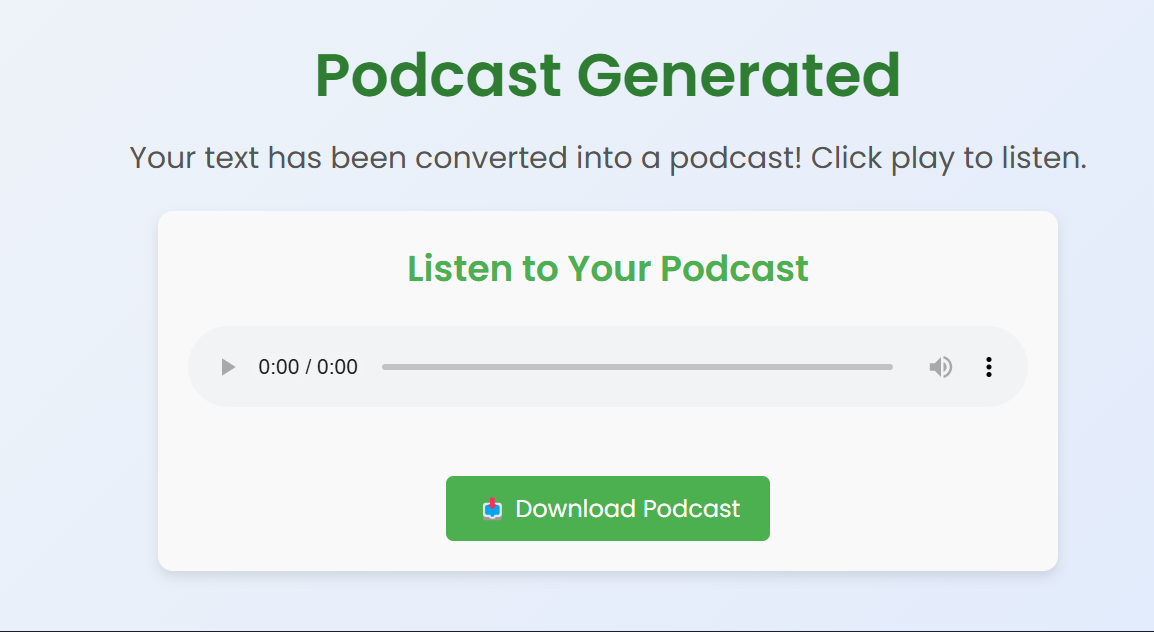 Podcast Generated
Your text has been converted into a podcast! Click play to listen.
Listen to Your Podcast
0:00 / 0:00
Download Podcast